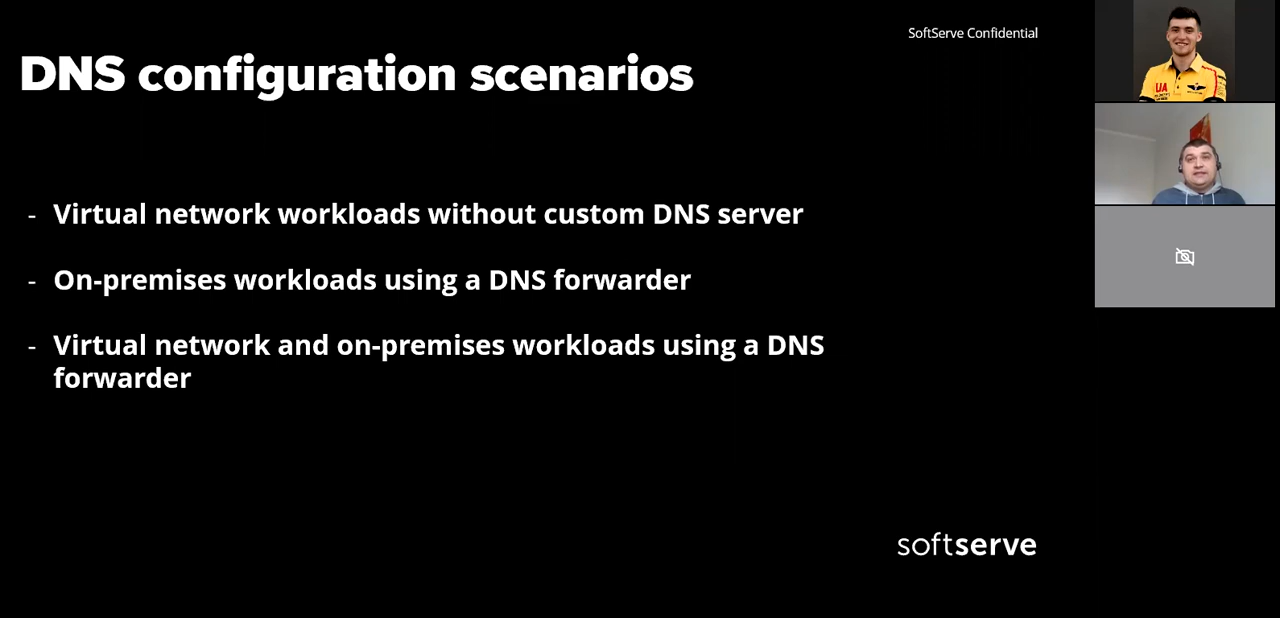 SoftServe Confidential
DNS configuration scenarios
- Virtual network workloads without custom DNS server
- On-premises workloads using a DNS forwarder
- Virtual network and on-premises workloads using a DNS
forwarder
softserve
UA